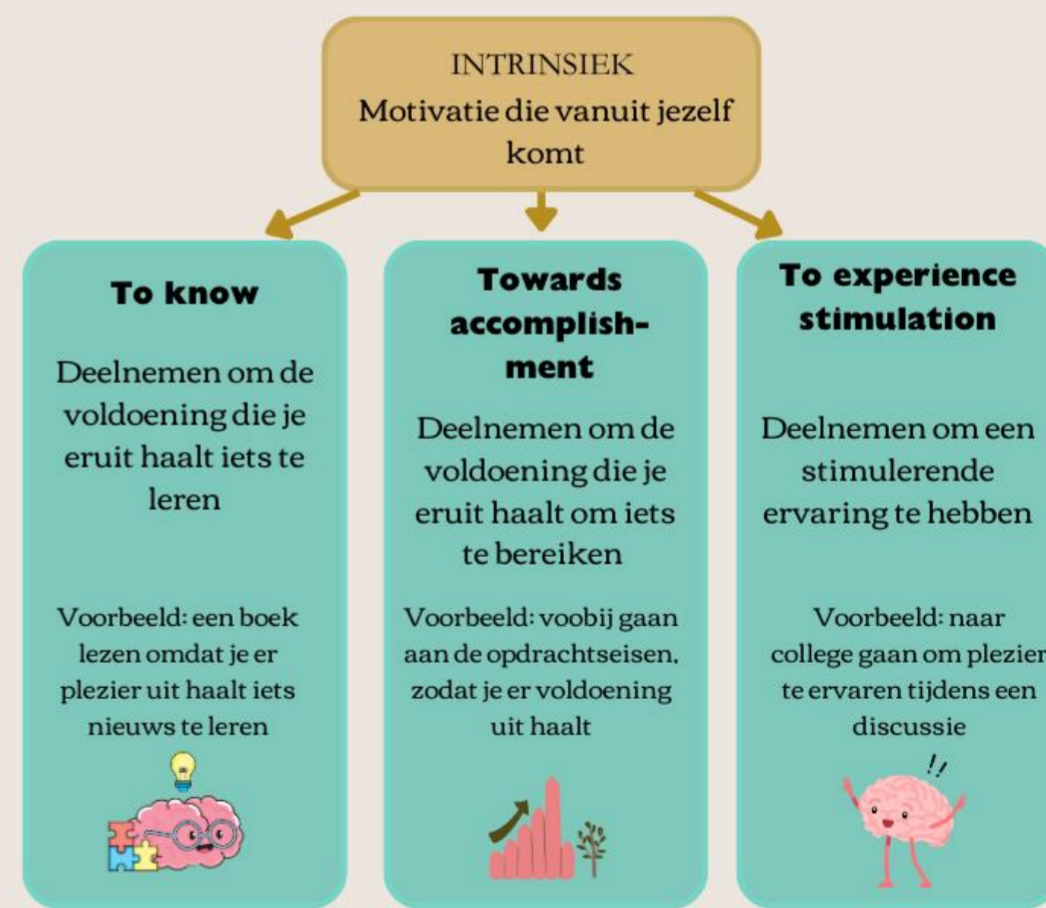 INTRINSIEK
Motivatie die vanuit jezelf
komt
To know
Deelnemen om de
voldoening die je
eruit haalt iets te
leren
Voorbeeld: een boek
lezen omdat je er
plezier uit haalt iets
nieuws te leren
Towards
accomplish-
ment
Deelnemen om de
voldoening die je
eruit haalt om iets
te bereiken
Voorbeeld: voobij gaan
aan de opdrachtseisen,
zodat je er voldoening
uit haalt
To experience
stimulation
Deelnemen om een
stimulerende
ervaring te hebben
Voorbeeld: naar
college gaan om plezier
te ervaren tijdens een
discussie
!!